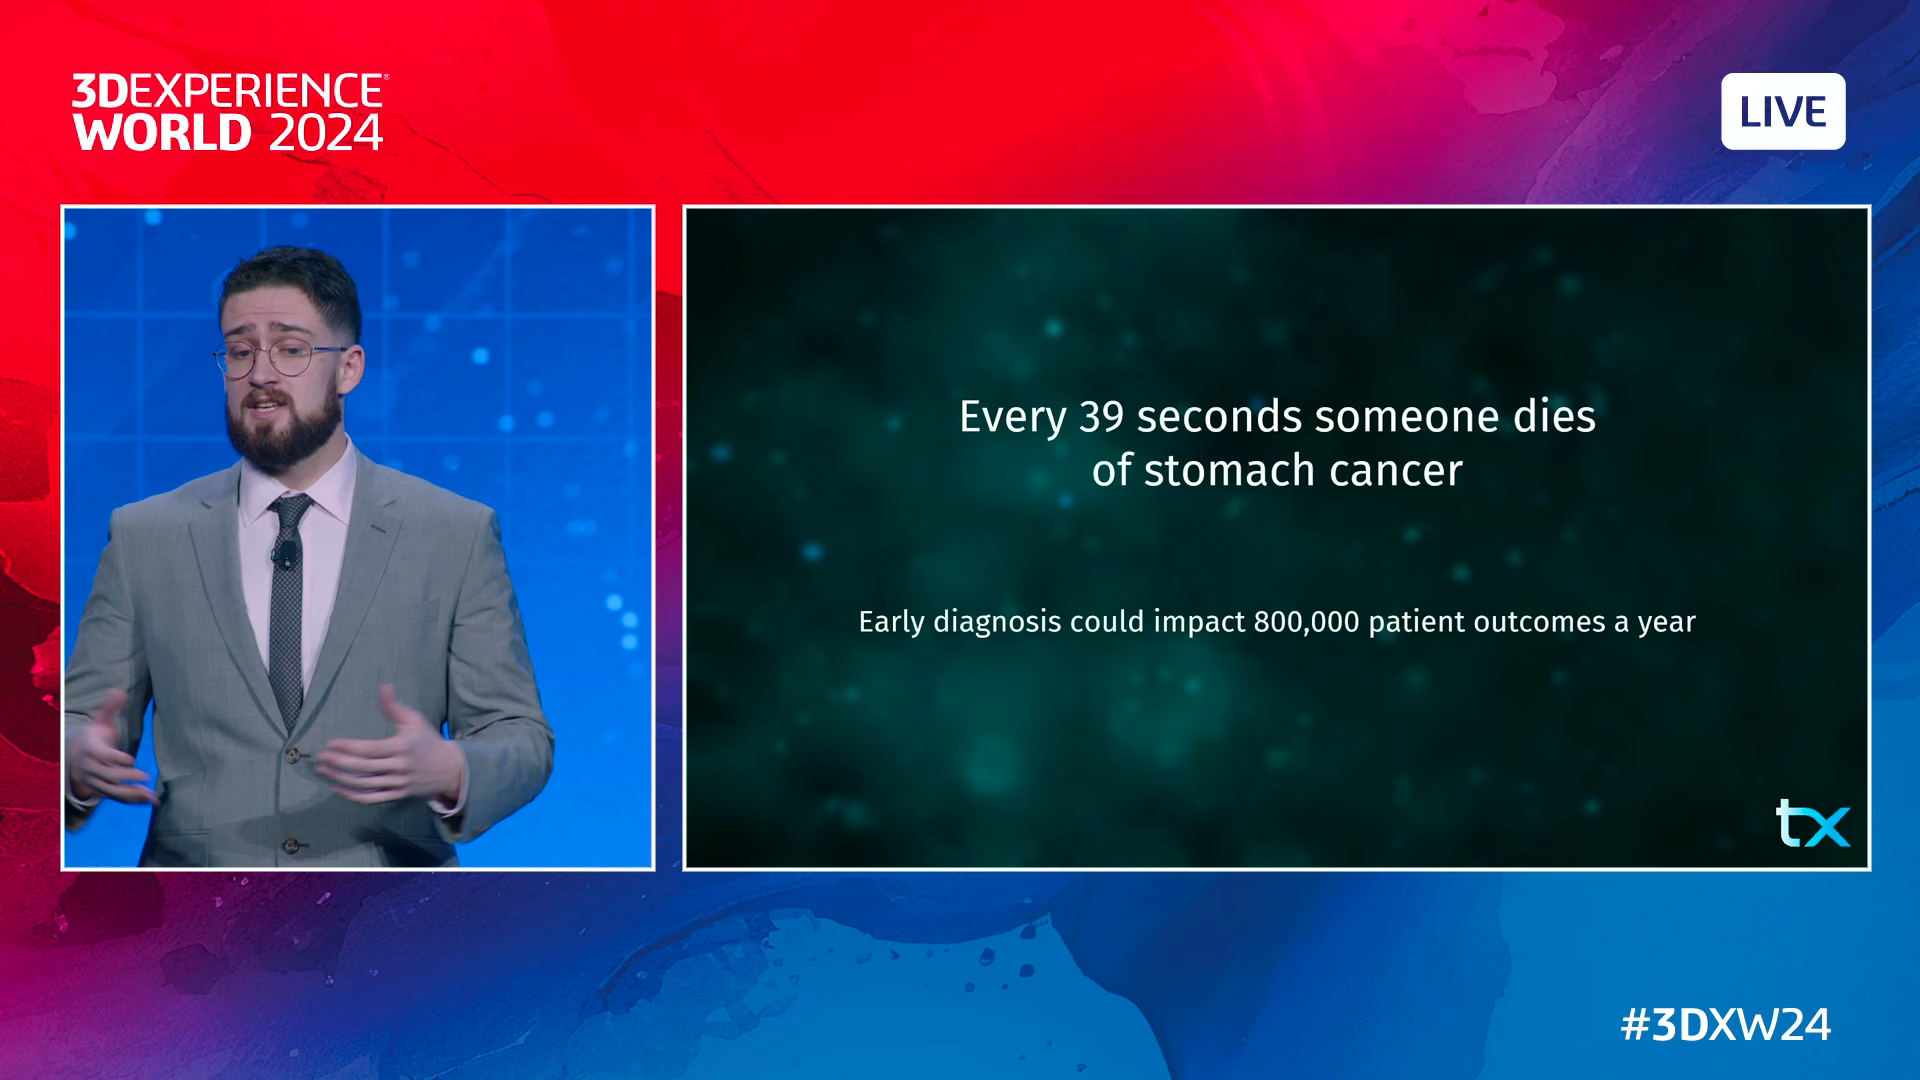 3DEXPERIENCE®
WORLD 2024
LIVE
Every 39 seconds someone dies
of stomach cancer
Early diagnosis could impact 800,000 patient outcomes a year
tx
#3DXW24